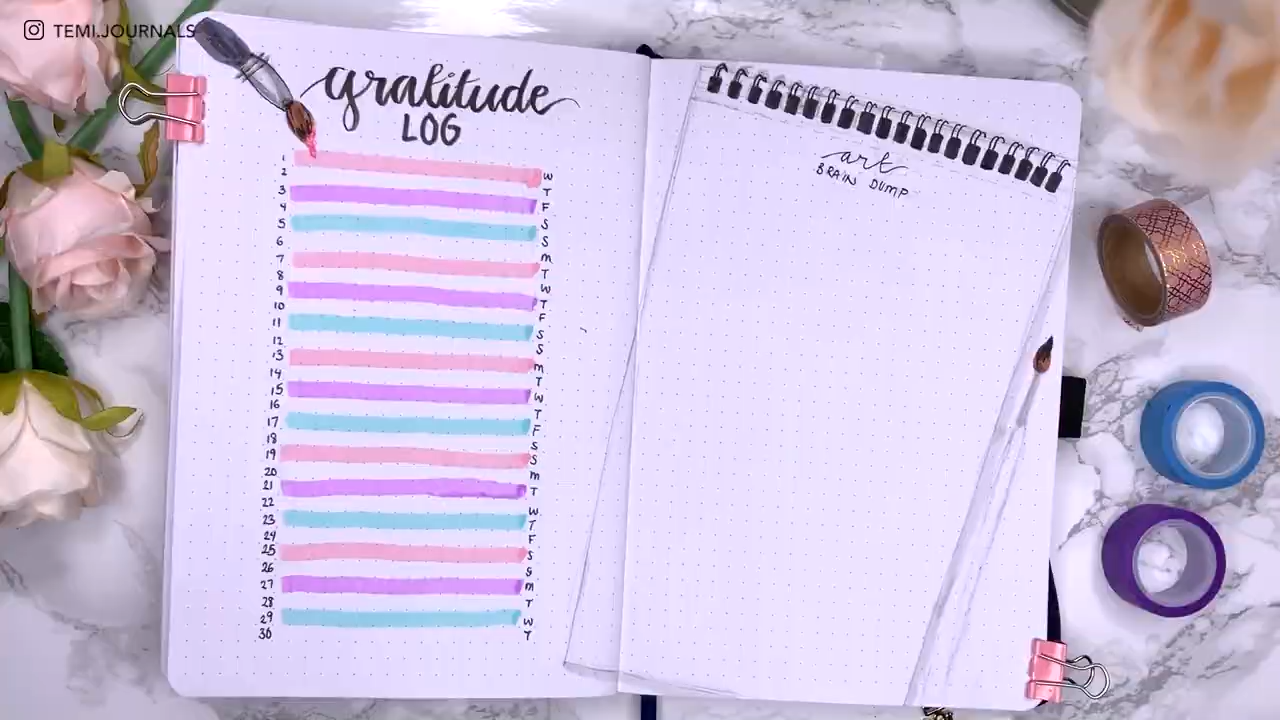 TEMI.JOURNALS
gratitude
LOG
1 W
2 T
3 F
4 S
5 S
6 m
7 T
8 W
9 T
10 F
11 S
12 S
13 m
14 T
15 W
16 T
17 F
18 S
19 S
20 m
21 T
22 W
23 T
24 F
25 S
26 S
27 m
28 T
29 W
30 T
art
BRAIN DUMP